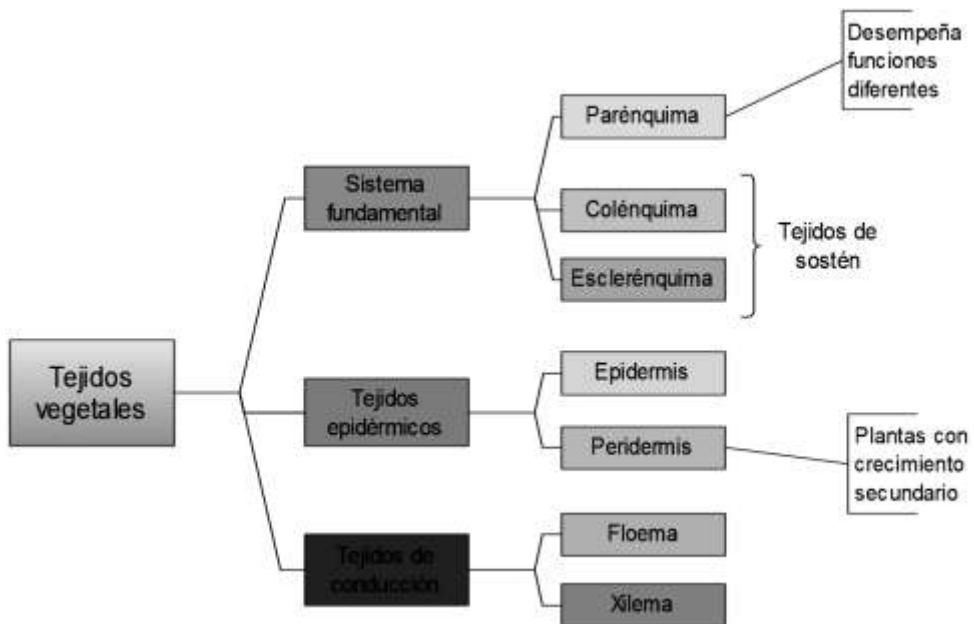 Tejidos
vegetales
Sistema
fundamental
Parénquima
Desempeña
funciones
diferentes
Colénquima
Esclerénquima
Tejidos de
sostén
Tejidos
epidérmicos
Epidermis
Peridermis
Plantas con
crecimiento
secundario
Tejidos de
conducción
Floema
Xilema